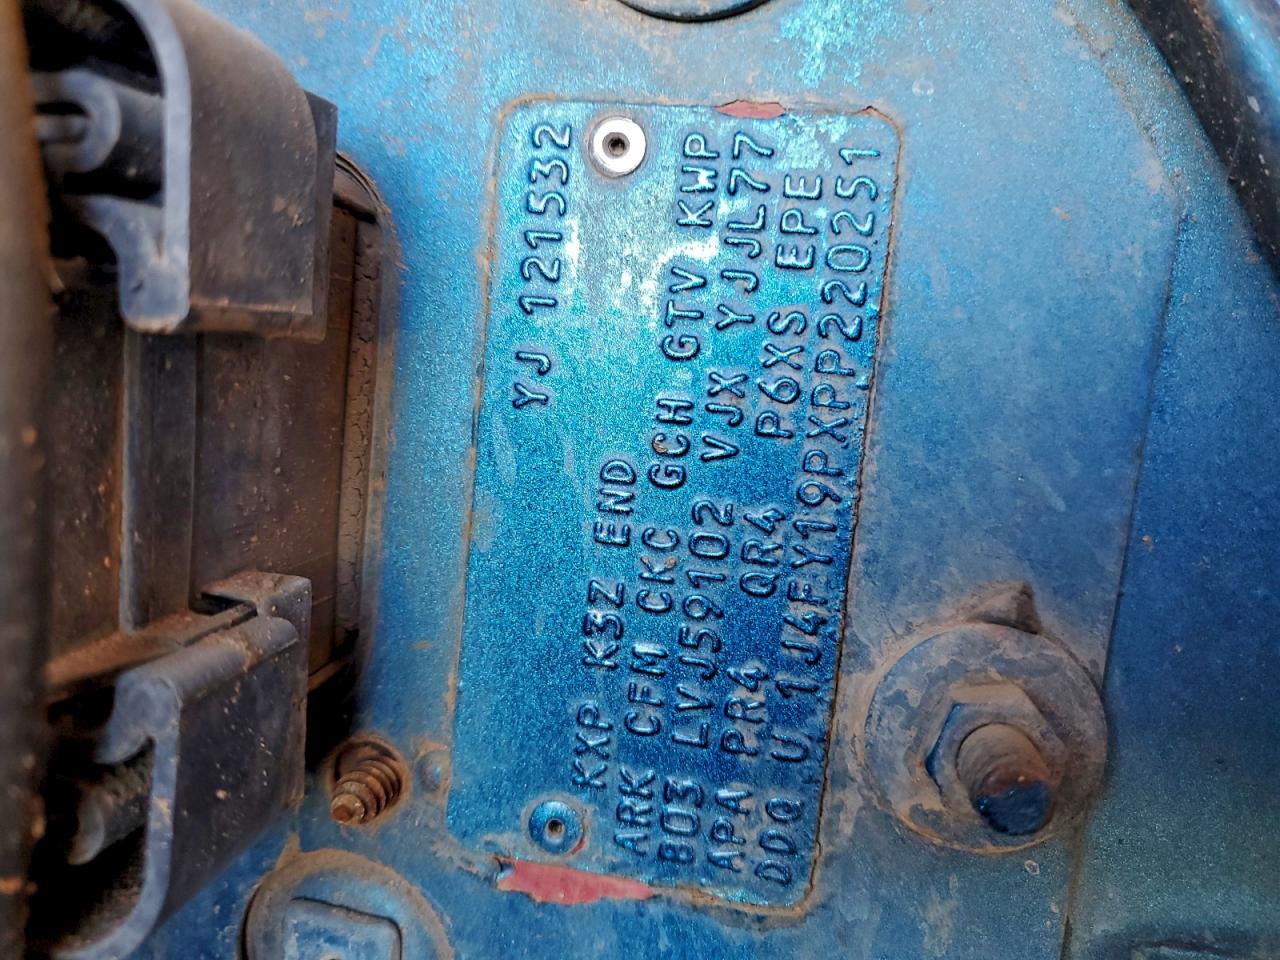 YJ 121532
KXP K3Z END
ARK CFM CKC GCH GTV KWP
B03 LVJ59102 VJX YJJL77
APA PR4 QR4 P6XS EPE
DDQ U 1J4FY19PXPP220251